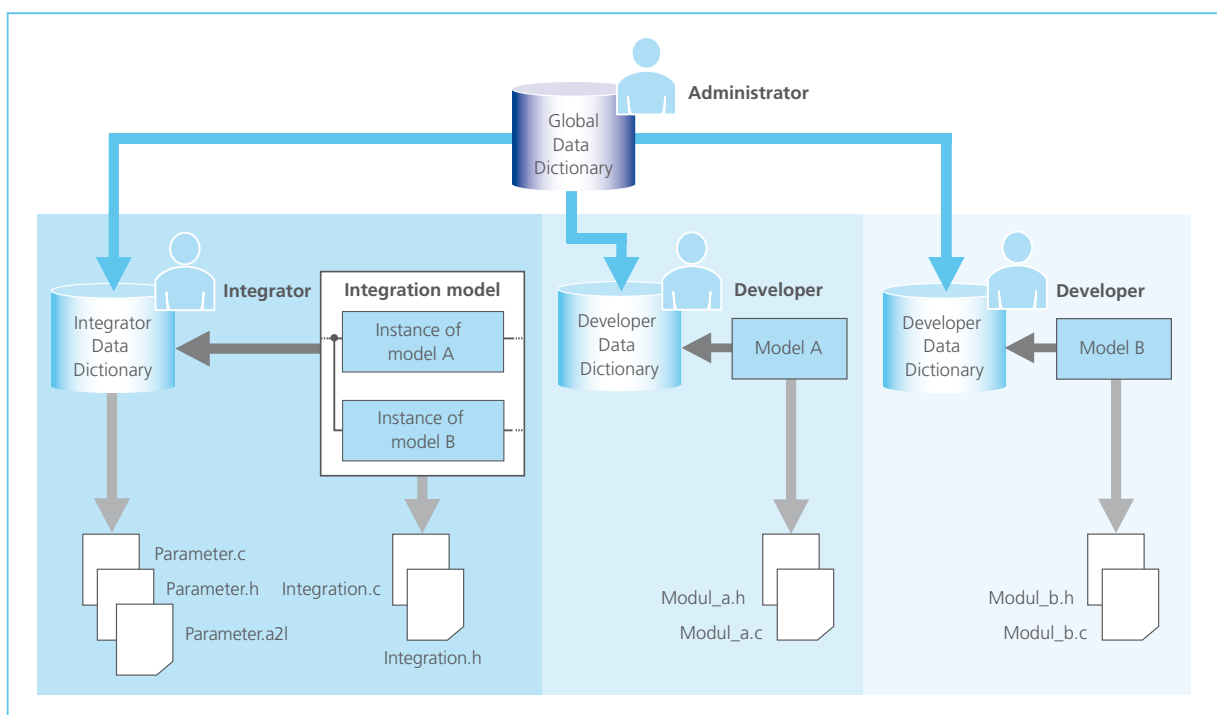 Administrator
Global
Data
Dictionary
Integrator
Integrator
Data
Dictionary
Integration model
Instance of
model A
Instance of
model B
Parameter.c
Parameter.h
Parameter.a2l
Integration.c
Integration.h
Developer
Developer
Data
Dictionary
Model A
Modul_a.h
Modul_a.c
Developer
Developer
Data
Dictionary
Model B
Modul_b.h
Modul_b.c